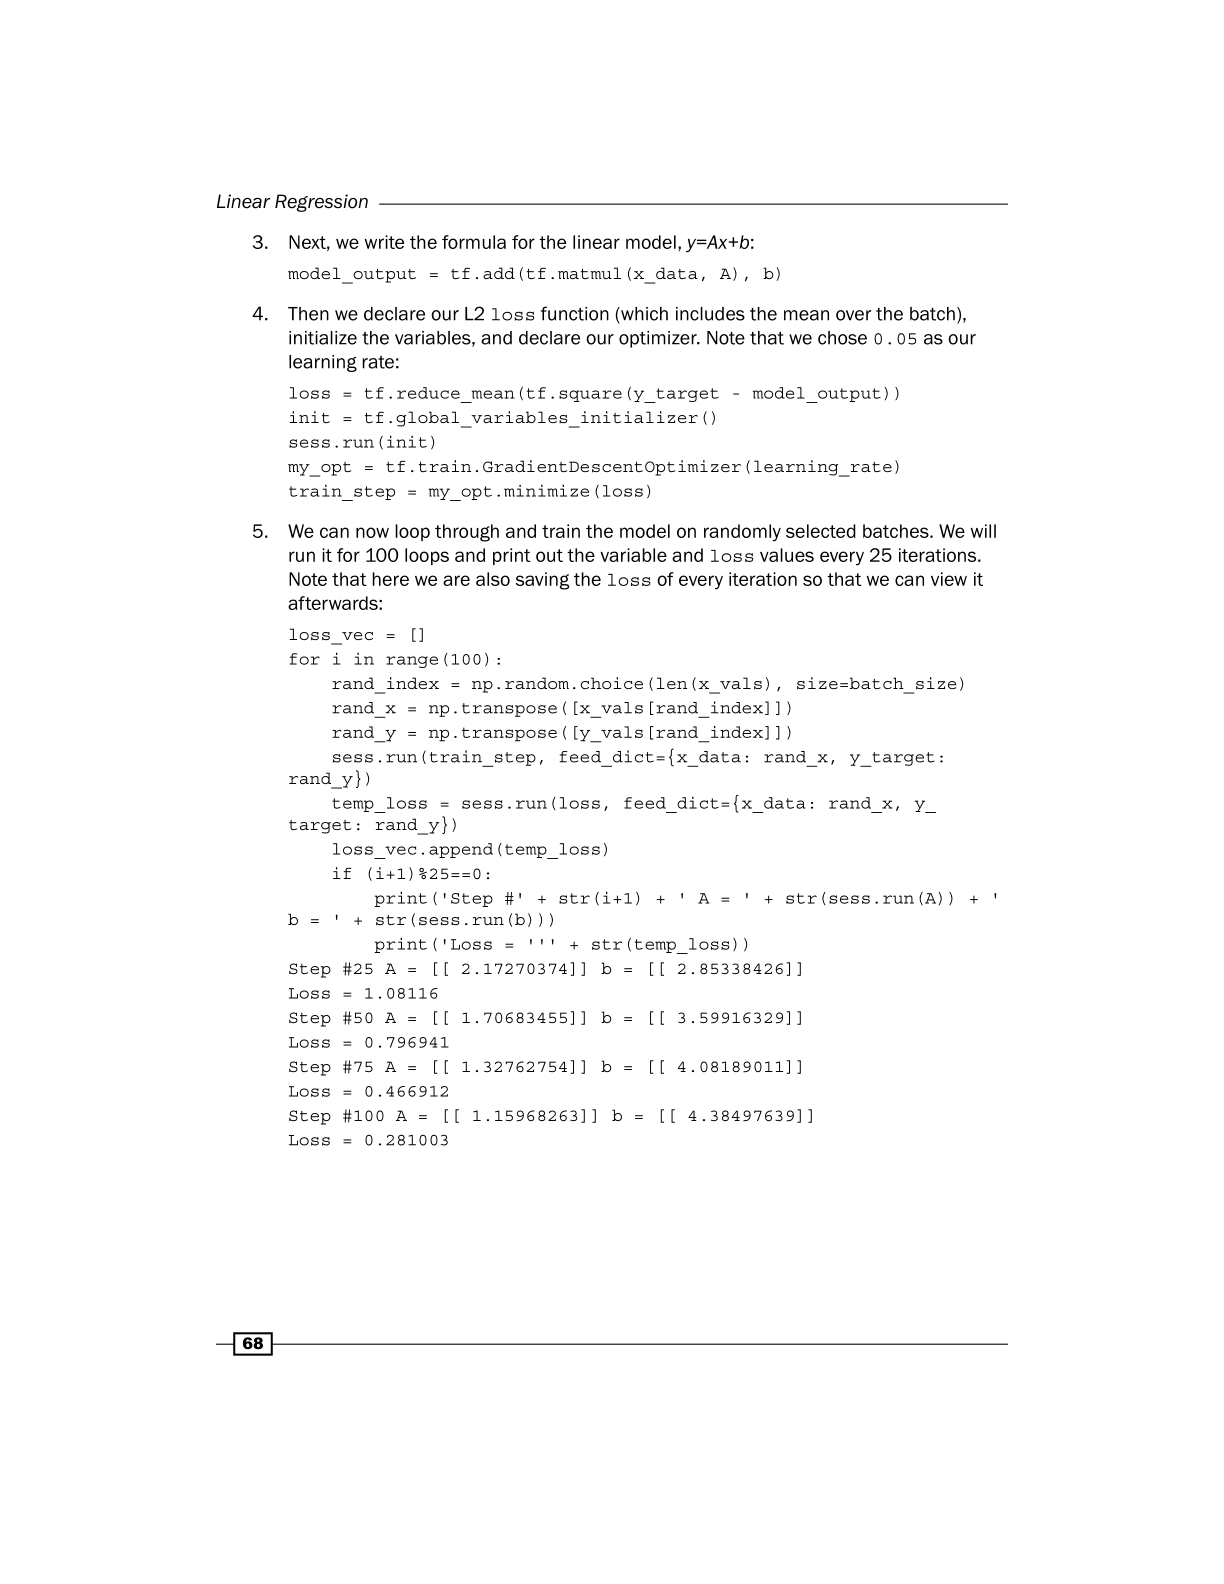 Linear Regression
3. Next, we write the formula for the linear model, y=Ax+b:
model_output = tf.add(tf.matmul(x_data, A), b)
4. Then we declare our L2 loss function (which includes the mean over the batch),
initialize the variables, and declare our optimizer. Note that we chose 0.05 as our
learning rate:
loss = tf.reduce_mean(tf.square(y_target - model_output))
init = tf.global_variables_initializer()
sess.run(init)
my_opt = tf.train.GradientDescentOptimizer(learning_rate)
train_step = my_opt.minimize(loss)
5. We can now loop through and train the model on randomly selected batches. We will
run it for 100 loops and print out the variable and loss values every 25 iterations.
Note that here we are also saving the loss of every iteration so that we can view it
afterwards:
loss_vec = []
for i in range(100):
    rand_index = np.random.choice(len(x_vals), size=batch_size)
    rand_x = np.transpose([x_vals[rand_index]])
    rand_y = np.transpose([y_vals[rand_index]])
    sess.run(train_step, feed_dict={x_data: rand_x, y_target:
rand_y})
    temp_loss = sess.run(loss, feed_dict={x_data: rand_x, y_
target: rand_y})
    loss_vec.append(temp_loss)
    if (i+1)%25==0:
        print('Step #' + str(i+1) + ' A = ' + str(sess.run(A)) + '
b = ' + str(sess.run(b)))
        print('Loss = ''' + str(temp_loss))
Step #25 A = [[ 2.17270374]] b = [[ 2.85338426]]
Loss = 1.08116
Step #50 A = [[ 1.70683455]] b = [[ 3.59916329]]
Loss = 0.796941
Step #75 A = [[ 1.32762754]] b = [[ 4.08189011]]
Loss = 0.466912
Step #100 A = [[ 1.15968263]] b = [[ 4.38497639]]
Loss = 0.281003
68